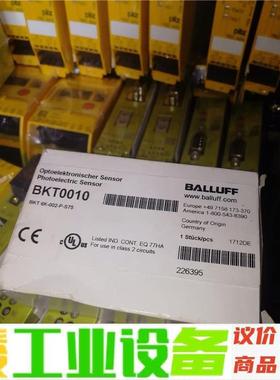 pilz
Optoelektronischer Sensor
Photoelectric Sensor
BKT0010
BKT 6K-002-P-S75
BALLUFF
www.balluff.com
Europe +49 7158 173-370
America 1-800-543-8390
Country of Origin
Germany
Listed IND. CONT. EQ 77HA
For use in class 2 circuits
1 Stück/pcs
1712DE
226395
工业设备
议价
商品